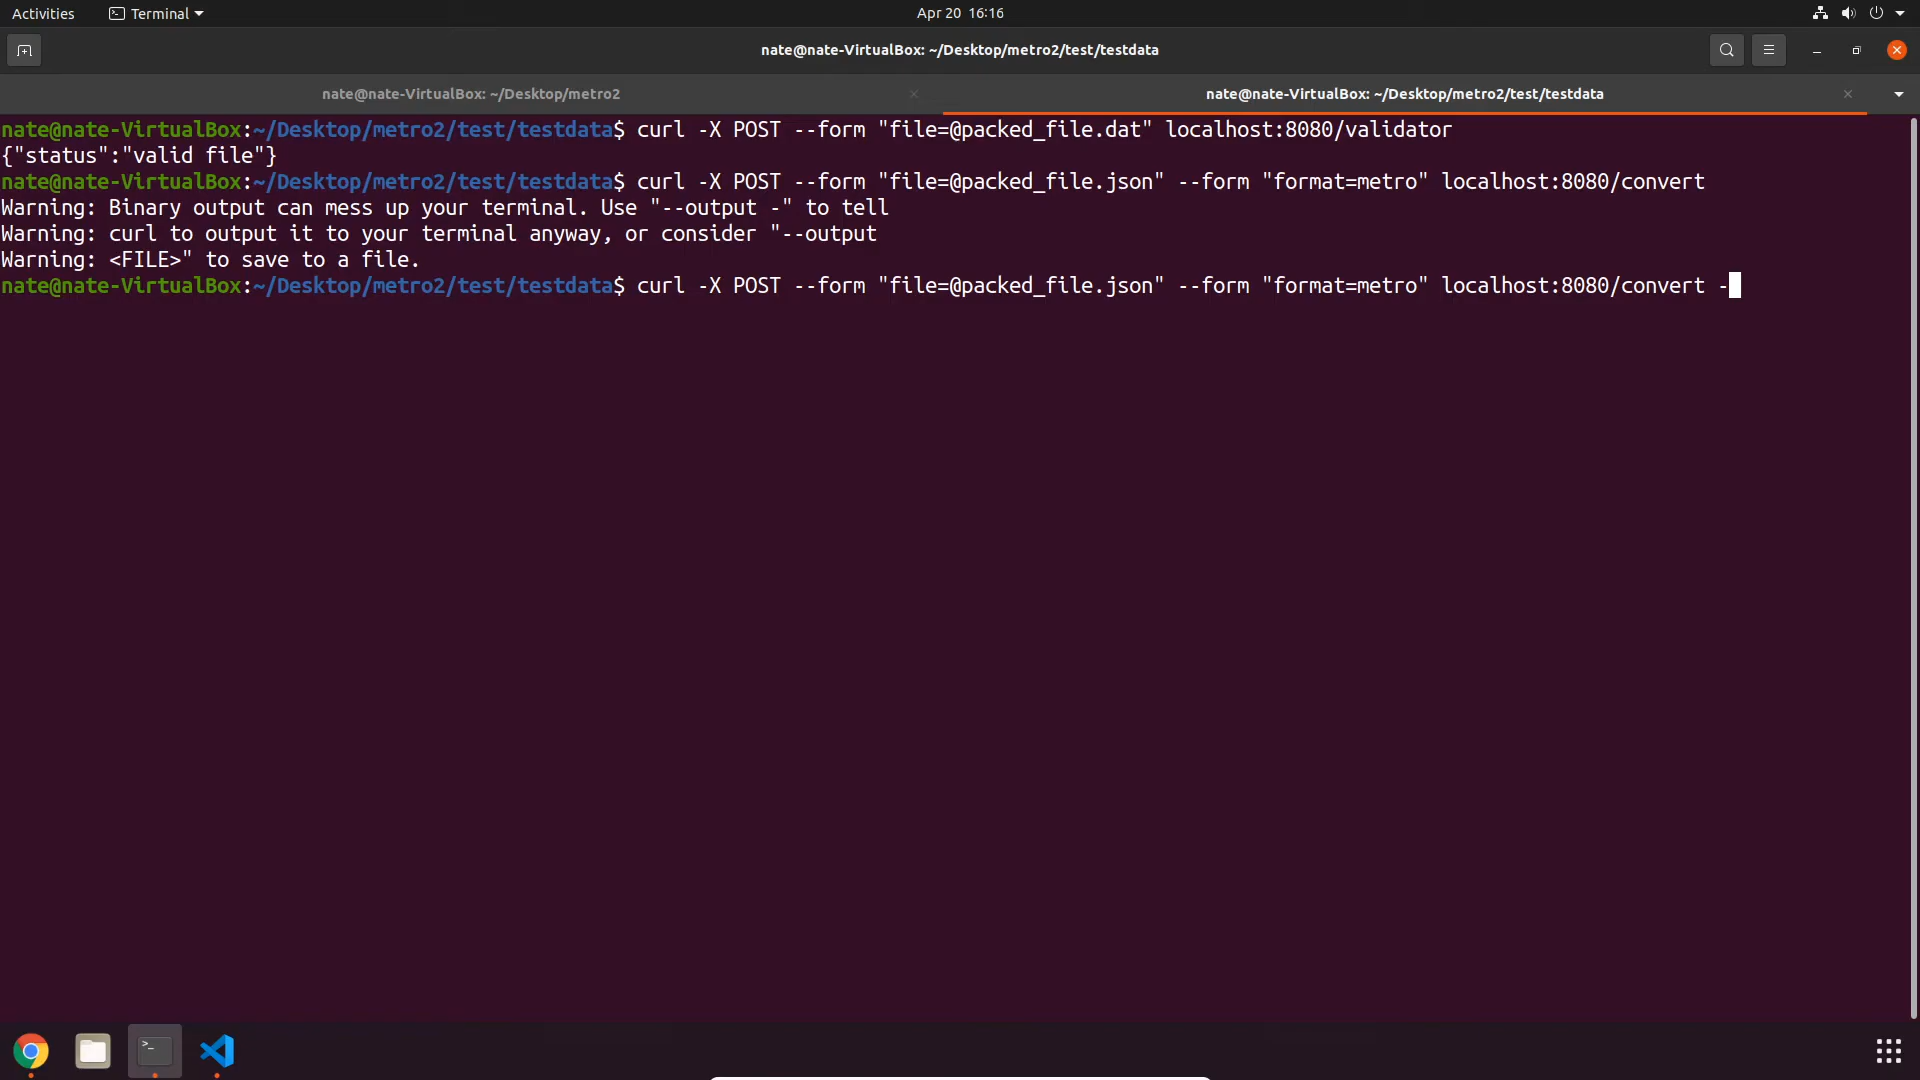 Activities Terminal Apr 20 16:16
nate@nate-VirtualBox: ~/Desktop/metro2/test/testdata
nate@nate-VirtualBox: ~/Desktop/metro2 nate@nate-VirtualBox: ~/Desktop/metro2/test/testdata
nate@nate-VirtualBox:~/Desktop/metro2/test/testdata$ curl -X POST --form "file=@packed_file.dat" localhost:8080/validator
{"status":"valid file"}
nate@nate-VirtualBox:~/Desktop/metro2/test/testdata$ curl -X POST --form "file=@packed_file.json" --form "format=metro" localhost:8080/convert
Warning: Binary output can mess up your terminal. Use "--output -" to tell
Warning: curl to output it to your terminal anyway, or consider "--output
Warning: <FILE>" to save to a file.
nate@nate-VirtualBox:~/Desktop/metro2/test/testdata$ curl -X POST --form "file=@packed_file.json" --form "format=metro" localhost:8080/convert -